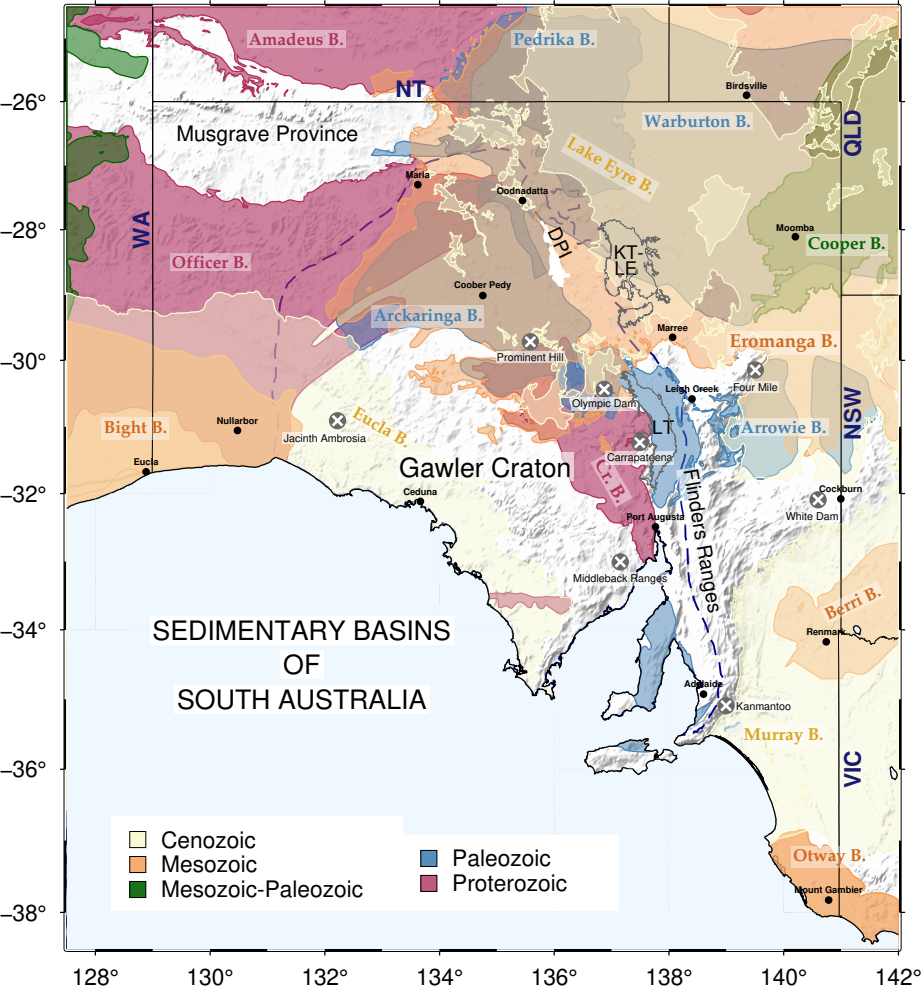 Amadeus B.
Pedrika B.
−26°
NT
Birdsville
Musgrave Province
Warburton B.
QLD
Lake Eyre B.
Maria
Oodnadatta
−28°
WA
DPI
Moomba
Cooper B.
KT-
LE
Officer B.
Coober Pedy
Arckaringa B.
Marree
Eromanga B.
−30°
Prominent Hill
Four Mile
Leigh Creek
Olympic Dam
NSW
Bight B.
Nullarbor
Jacinth Ambrosia
Eucla B.
LT
Arrowie B.
Carrapateena
Eucla
Gawler Craton
Cr. B.
−32°
Ceduna
Cockburn
White Dam
Port Augusta
Flinders Ranges
Middleback Ranges
Berri B.
−34°
Renmark
SEDIMENTARY BASINS
OF
SOUTH AUSTRALIA
Adelaide
Kanmantoo
Murray B.
−36°
VIC
Cenozoic
Mesozoic
Mesozoic-Paleozoic
Paleozoic
Proterozoic
Otway B.
Mount Gambier
−38°
128° 130° 132° 134° 136° 138° 140° 142°